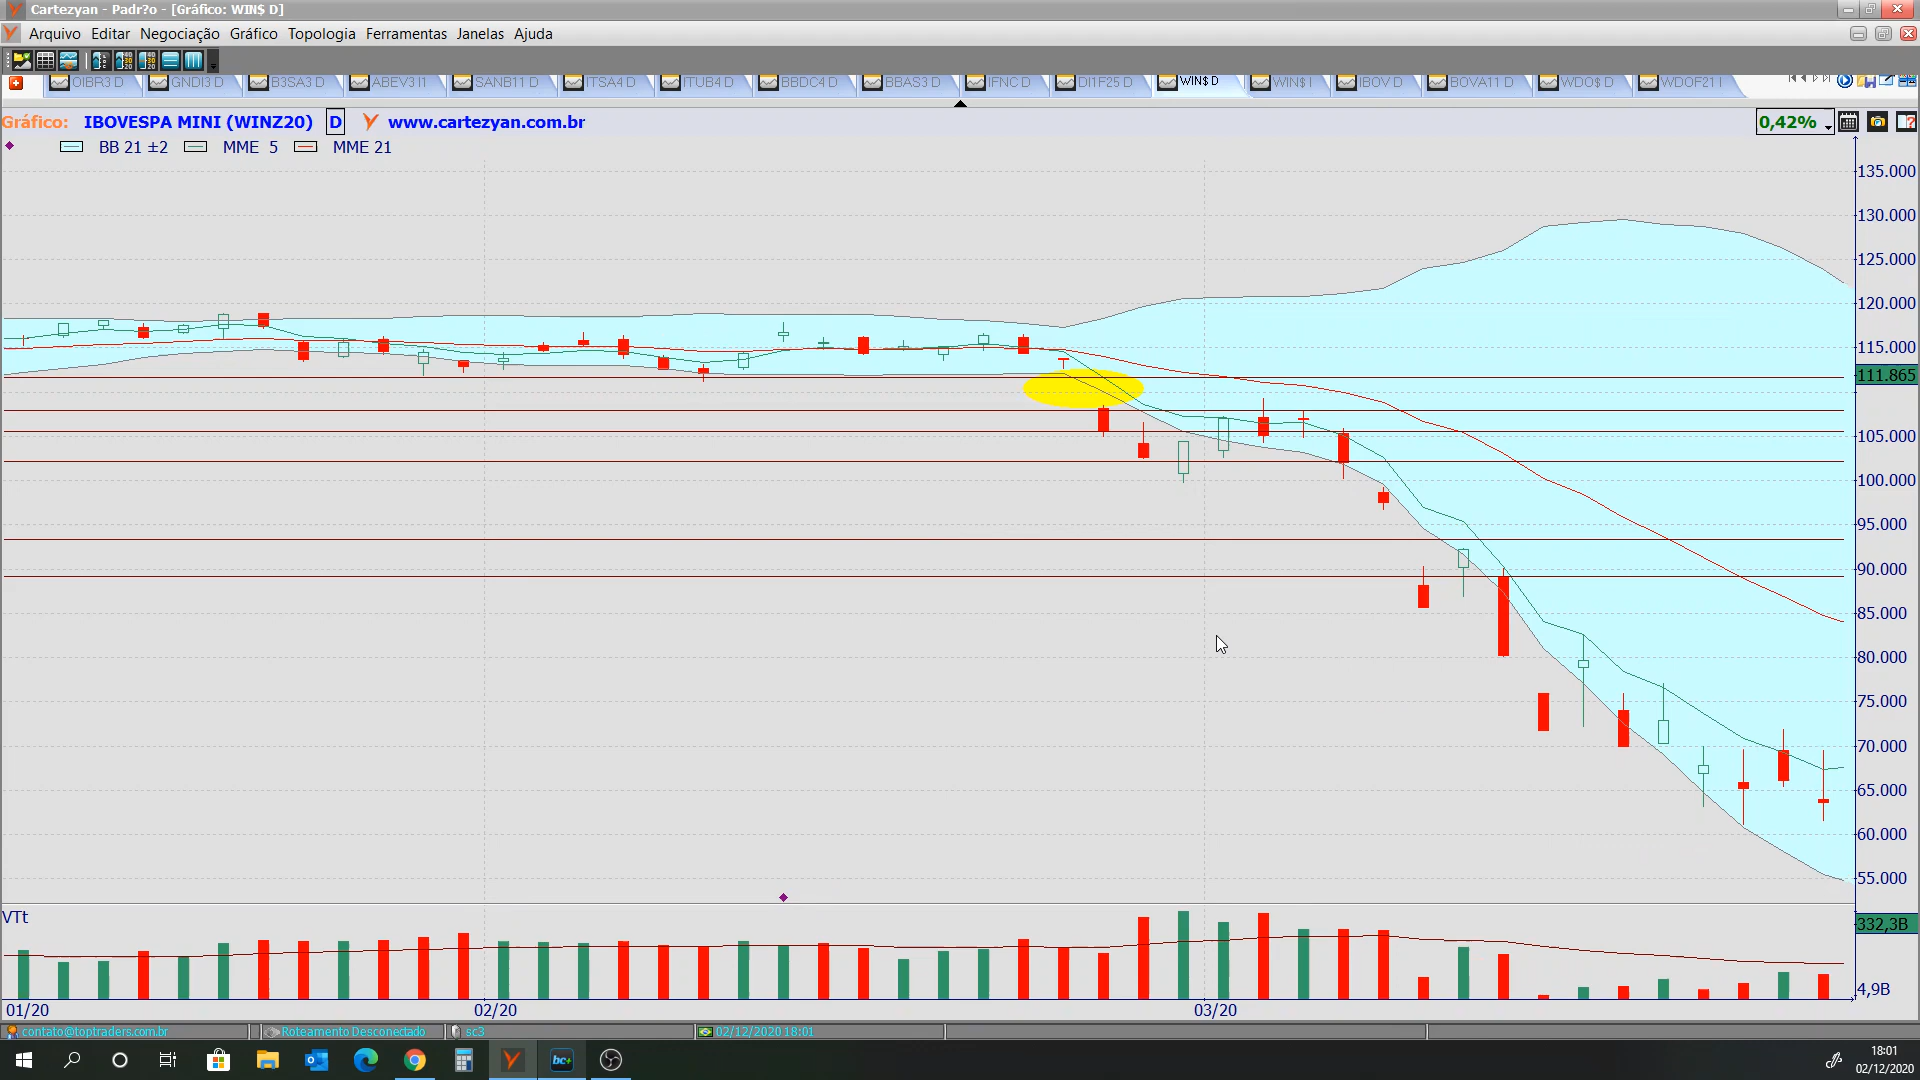 Cartezyan - Padr?o - [Gráfico: WIN$ D]
Arquivo Editar Negociação Gráfico Topologia Ferramentas Janelas Ajuda
OIBR3 D GNDI3 D B3SA3 D ABEV3 I1 SANB11 D ITSA4 D ITUB4 D BBDC4 D BBAS3 D IFNC D DI1F25 D WIN$ D WIN$ I IBOV D BOVA11 D WDO$ D WDOF21 I
Gráfico: IBOVESPA MINI (WINZ20) D www.cartezyan.com.br 0,42%
BB 21 ±2 MME 5 MME 21
135.000
130.000
125.000
120.000
115.000
111.865
105.000
100.000
95.000
90.000
85.000
80.000
75.000
70.000
65.000
60.000
55.000
VTt
332,3B
4,9B
01/20 02/20 03/20
contato@toptraders.com.br Roteamento Desconectado sc3 02/12/2020 18:01
bc+
18:01
02/12/2020